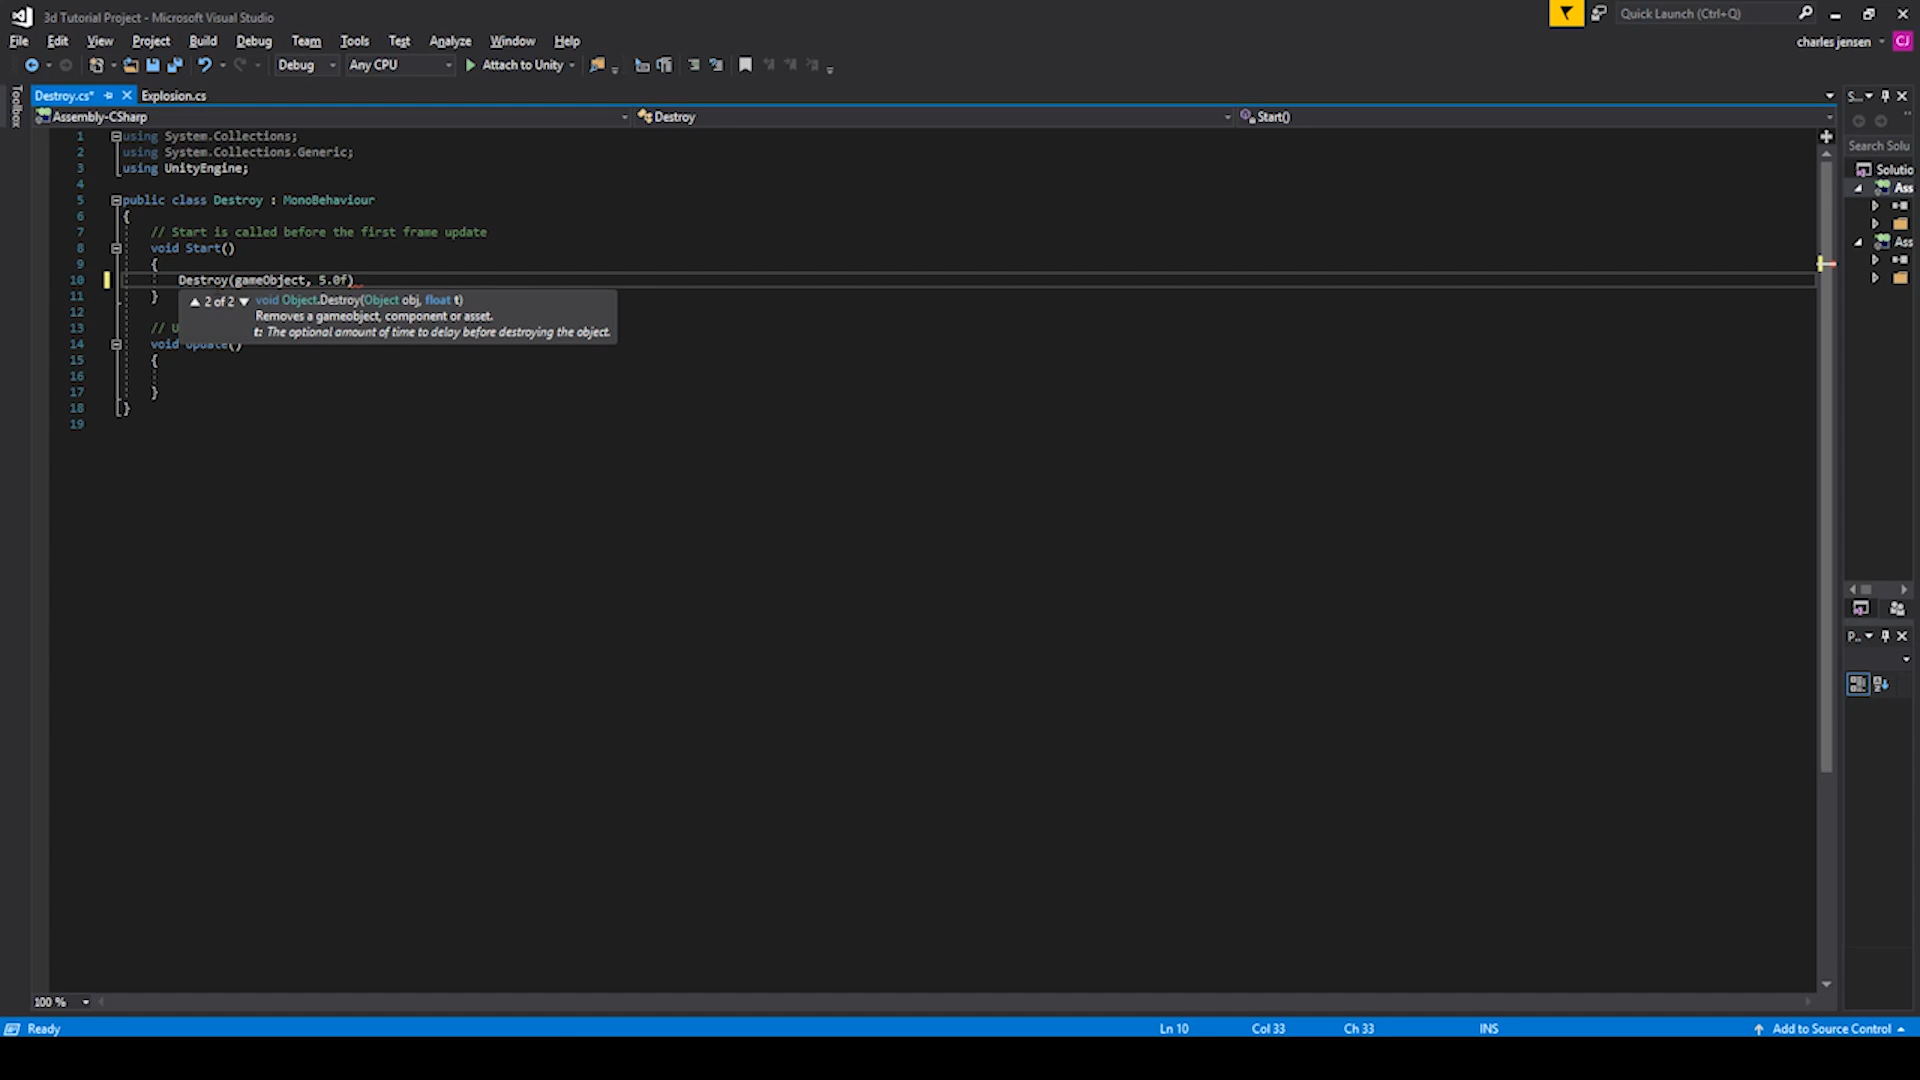 3d Tutorial Project - Microsoft Visual Studio
Quick Launch (Ctrl+Q)
File Edit View Project Build Debug Team Tools Test Analyze Window Help
charles jensen CJ
Debug Any CPU Attach to Unity
Toolbox
Destroy.cs* Explosion.cs
S...
Assembly-CSharp Destroy Start()
1 using System.Collections;
2 using System.Collections.Generic;
3 using UnityEngine;
4
5 public class Destroy : MonoBehaviour
6 {
7 // Start is called before the first frame update
8 void Start()
9 {
10 Destroy(gameObject, 5.0f)
11 }
2 of 2 void Object.Destroy(Object obj, float t)
Removes a gameobject, component or asset.
t: The optional amount of time to delay before destroying the object.
12
13 // U
14 void Update()
15 {
16
17 }
18 }
19
Search Solu
Solutio
Ass
Ass
P...
100 %
Ready Ln 10 Col 33 Ch 33 INS Add to Source Control